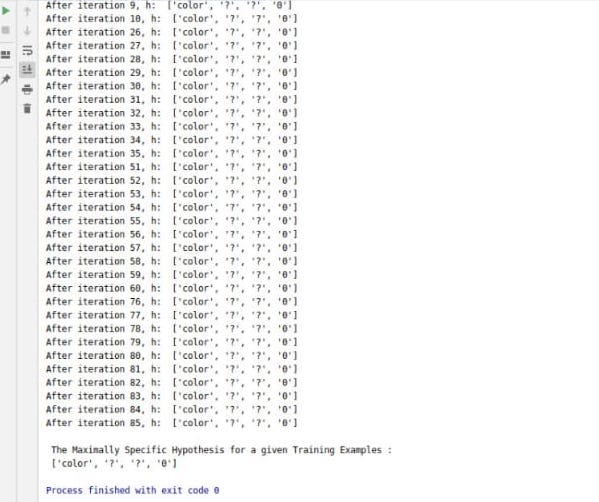 After iteration 9, h:  ['color', '?', '?', '0']
After iteration 10, h:  ['color', '?', '?', '0']
After iteration 26, h:  ['color', '?', '?', '0']
After iteration 27, h:  ['color', '?', '?', '0']
After iteration 28, h:  ['color', '?', '?', '0']
After iteration 29, h:  ['color', '?', '?', '0']
After iteration 30, h:  ['color', '?', '?', '0']
After iteration 31, h:  ['color', '?', '?', '0']
After iteration 32, h:  ['color', '?', '?', '0']
After iteration 33, h:  ['color', '?', '?', '0']
After iteration 34, h:  ['color', '?', '?', '0']
After iteration 35, h:  ['color', '?', '?', '0']
After iteration 51, h:  ['color', '?', '?', '0']
After iteration 52, h:  ['color', '?', '?', '0']
After iteration 53, h:  ['color', '?', '?', '0']
After iteration 54, h:  ['color', '?', '?', '0']
After iteration 55, h:  ['color', '?', '?', '0']
After iteration 56, h:  ['color', '?', '?', '0']
After iteration 57, h:  ['color', '?', '?', '0']
After iteration 58, h:  ['color', '?', '?', '0']
After iteration 59, h:  ['color', '?', '?', '0']
After iteration 60, h:  ['color', '?', '?', '0']
After iteration 76, h:  ['color', '?', '?', '0']
After iteration 77, h:  ['color', '?', '?', '0']
After iteration 78, h:  ['color', '?', '?', '0']
After iteration 79, h:  ['color', '?', '?', '0']
After iteration 80, h:  ['color', '?', '?', '0']
After iteration 81, h:  ['color', '?', '?', '0']
After iteration 82, h:  ['color', '?', '?', '0']
After iteration 83, h:  ['color', '?', '?', '0']
After iteration 84, h:  ['color', '?', '?', '0']
After iteration 85, h:  ['color', '?', '?', '0']
The Maximally Specific Hypothesis for a given Training Examples :
['color', '?', '?', '0']
Process finished with exit code 0